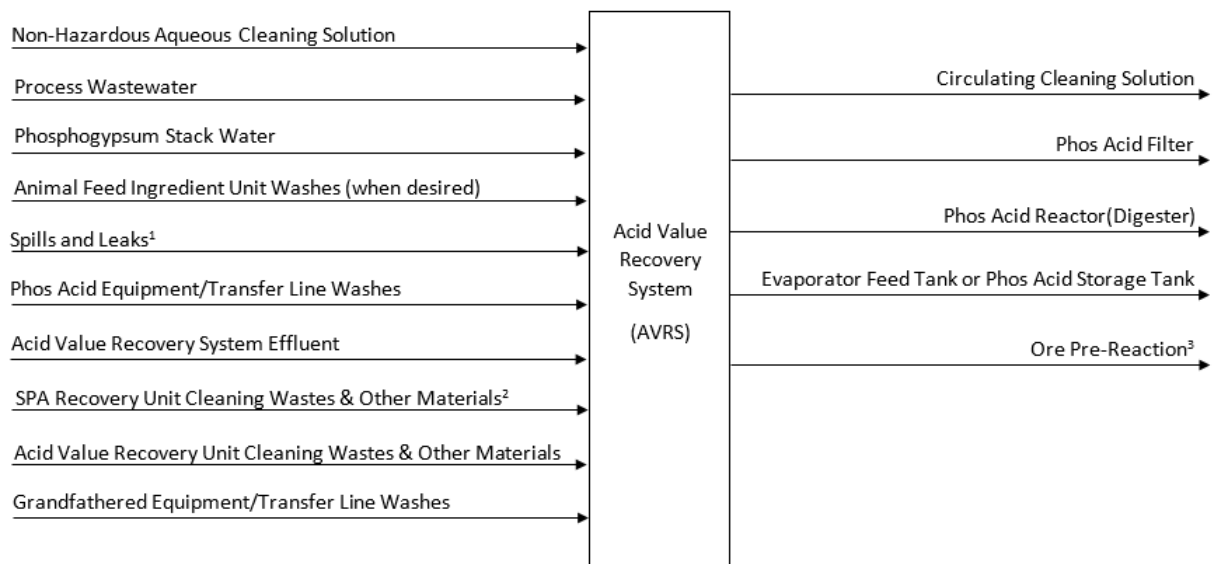 Non-Hazardous Aqueous Cleaning Solution
Process Wastewater
Phosphogypsum Stack Water
Animal Feed Ingredient Unit Washes (when desired)
Spills and Leaks¹
Phos Acid Equipment/Transfer Line Washes
Acid Value Recovery System Effluent
SPA Recovery Unit Cleaning Wastes & Other Materials²
Acid Value Recovery Unit Cleaning Wastes & Other Materials
Grandfathered Equipment/Transfer Line Washes
Acid Value
Recovery
System
(AVRS)
Circulating Cleaning Solution
Phos Acid Filter
Phos Acid Reactor(Digester)
Evaporator Feed Tank or Phos Acid Storage Tank
Ore Pre-Reaction³